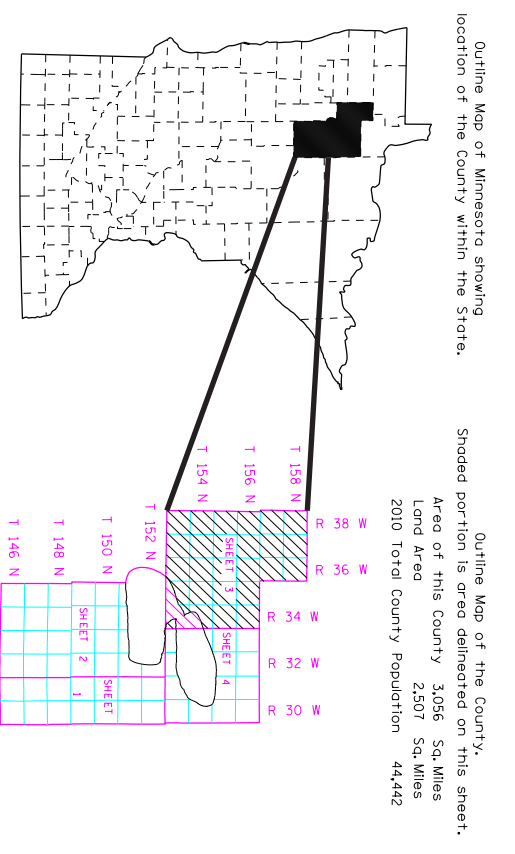 Outline Map of Minnesota showing
location of the County within the State.
Outline Map of the County.
Shaded portion is area delineated on this sheet.
Area of this County 3,056 Sq. Miles
Land Area 2,507 Sq. Miles
2010 Total County Population 44,442
R 38 W
R 36 W
R 34 W
R 32 W
R 30 W
T 158 N
T 156 N
T 154 N
T 152 N
T 150 N
T 148 N
T 146 N
SHEET 3
SHEET 4
SHEET 2
SHEET 1